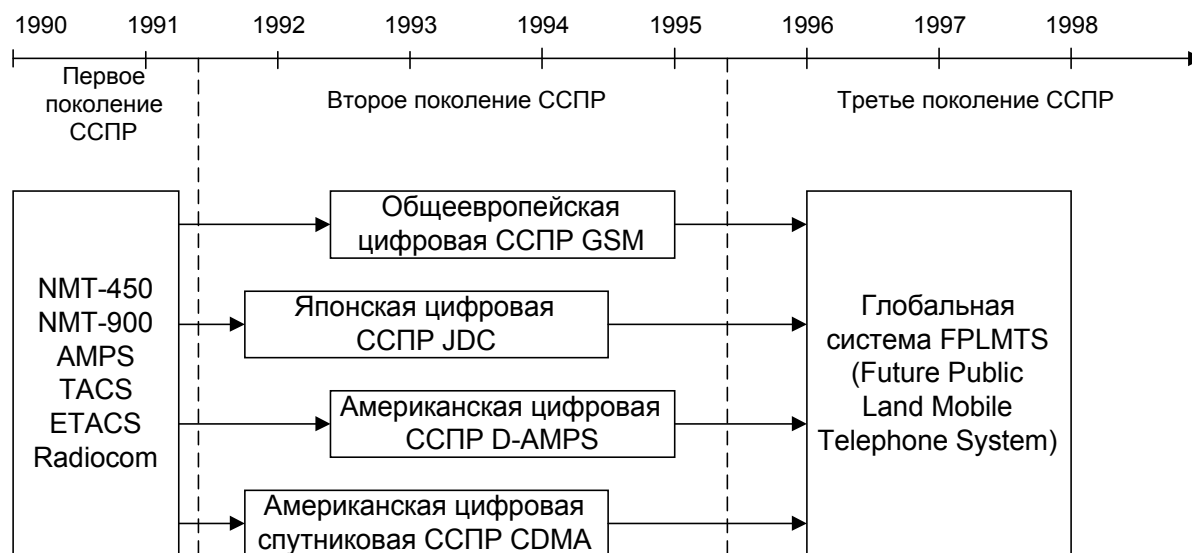 1990 1991 1992 1993 1994 1995 1996 1997 1998
Первое
поколение
ССПР
Второе поколение ССПР
Третье поколение ССПР
NMT-450
NMT-900
AMPS
TACS
ETACS
Radiocom
Общеевропейская
цифровая ССПР GSM
Японская цифровая
ССПР JDC
Американская цифровая
ССПР D-AMPS
Американская цифровая
спутниковая ССПР CDMA
Глобальная
система FPLMTS
(Future Public
Land Mobile
Telephone System)